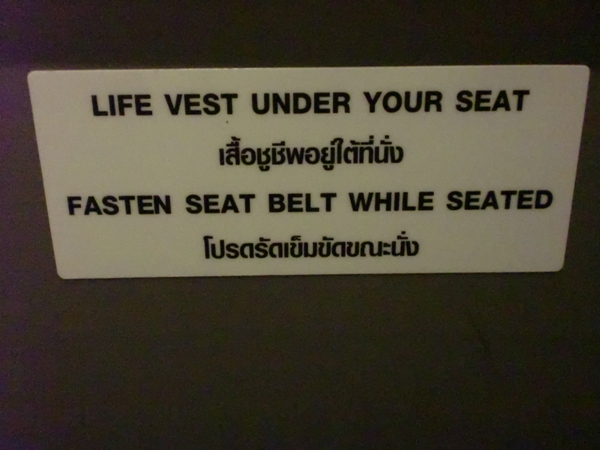 LIFE VEST UNDER YOUR SEAT
เสื้อชูชีพอยู่ใต้ที่นั่ง
FASTEN SEAT BELT WHILE SEATED
โปรดรัดเข็มขัดขณะนั่ง